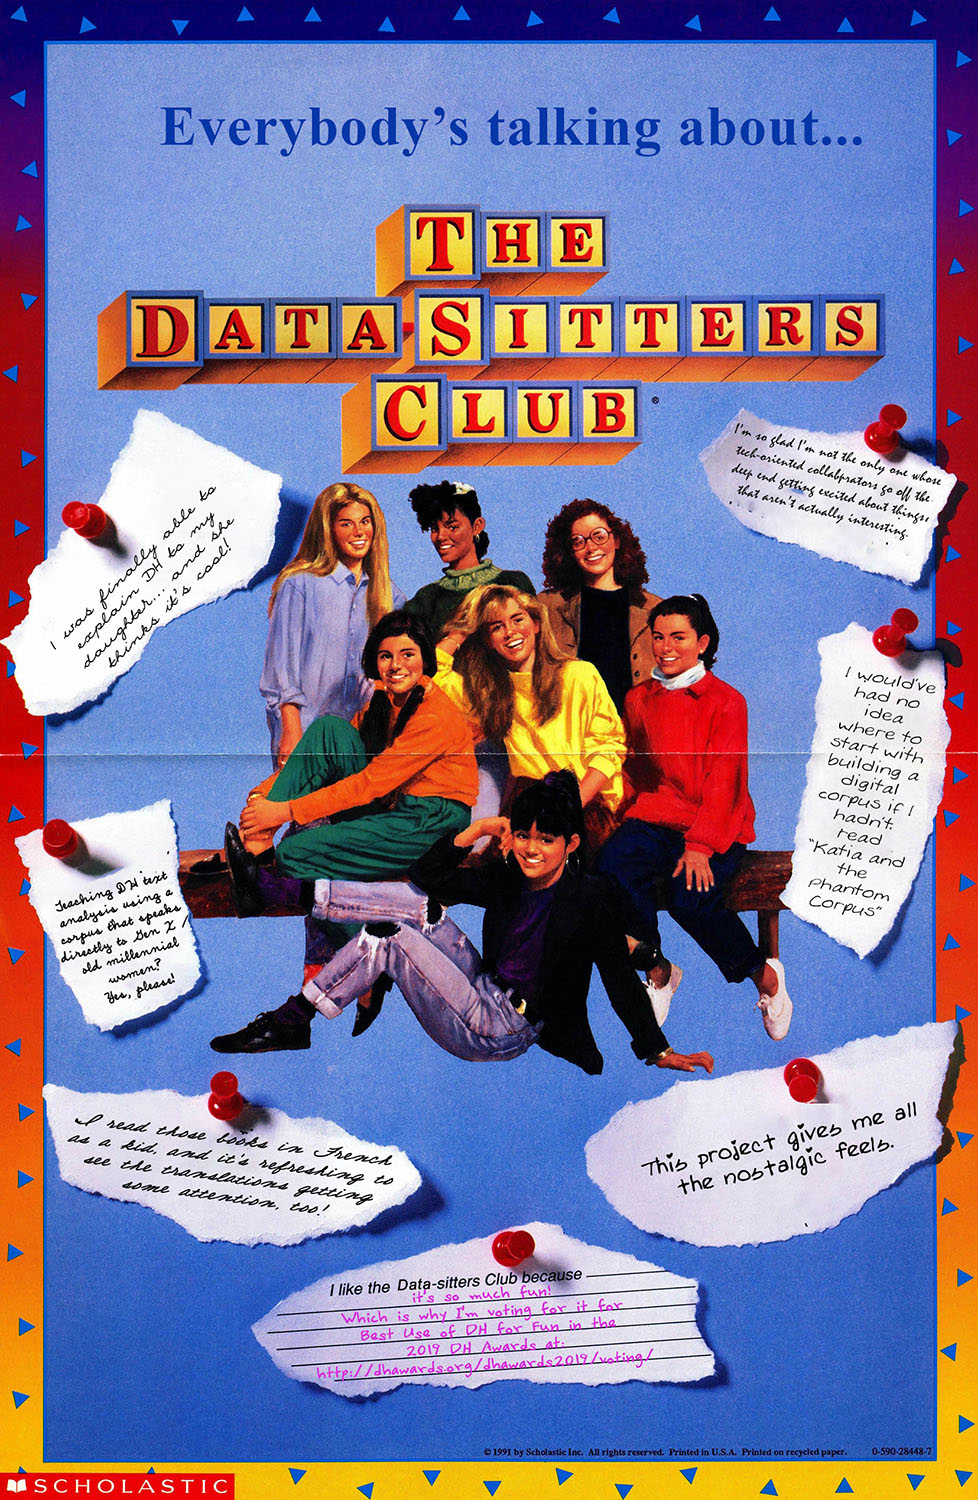 Everybody's talking about...
THE
DATA-SITTERS
CLUB®
I was finally able to
explain DH to my
daughter... and she
thinks it's cool!
I'm so glad I'm not the only one whose
tech-oriented collabprators go off the
deep end getting excited about things,
that aren't actually interesting.
I would've
had no
idea
where to
start with
building a
digital
corpus if I
hadn't
read
"Katia and
the
Phantom
Corpus"
Teaching DH text
analysis using a
corpus that speaks
directly to Gen X /
old millennial
women?
Yes, please!
I read those books in French
as a kid, and it's refreshing to
see the translations getting
some attention, too!
This project gives me all
the nostalgic feels.
I like the Data-sitters Club because
it's so much fun!
Which is why I'm voting for it for
Best Use of DH for Fun in the
2019 DH Awards at:
http://dhawards.org/dhawards2019/voting/
© 1991 by Scholastic Inc. All rights reserved. Printed in U.S.A. Printed on recycled paper. 0-590-28448-7
SCHOLASTIC